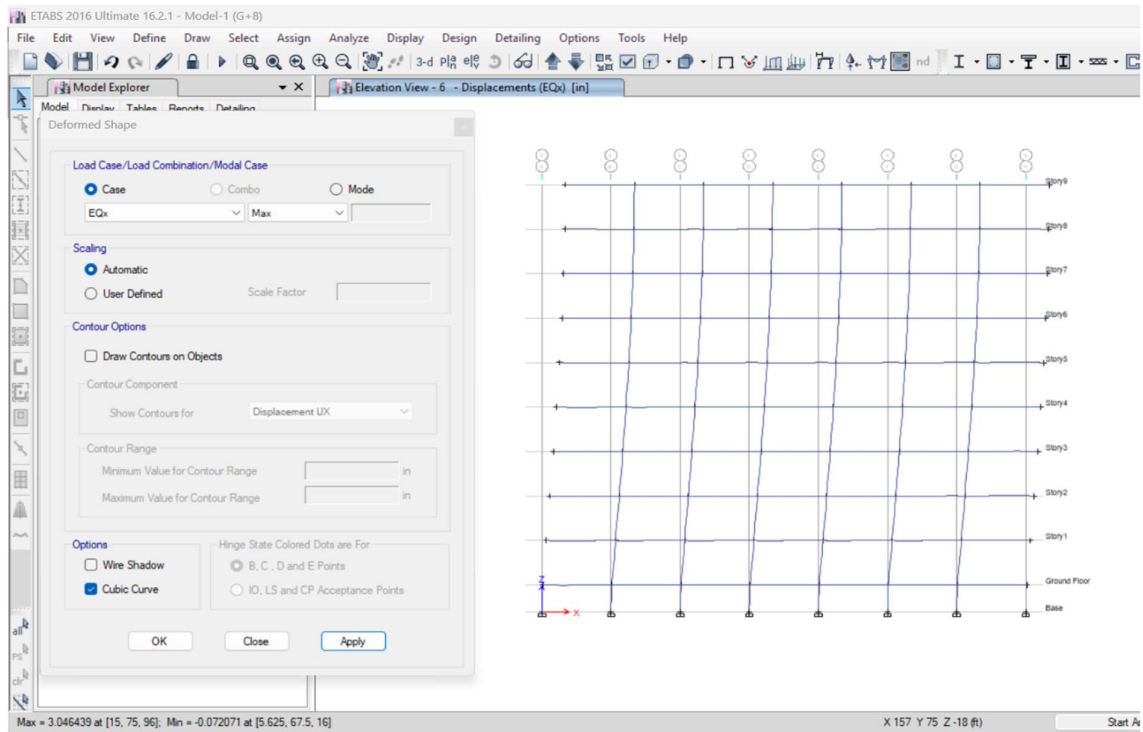 ETABS 2016 Ultimate 16.2.1 - Model-1 (G+8)
File Edit View Define Draw Select Assign Analyze Display Design Detailing Options Tools Help
3-d nd
Model Explorer
Elevation View - 6 - Displacements (EQx) [in]
Model Display Tables Reports Detailing
Deformed Shape
Load Case/Load Combination/Modal Case
Case Combo Mode
EQx Max
Scaling
Automatic
User Defined Scale Factor
Contour Options
Draw Contours on Objects
Contour Component
Show Contours for Displacement UX
Contour Range
Minimum Value for Contour Range in
Maximum Value for Contour Range in
Options
Wire Shadow
Cubic Curve
Hinge State Colored Dots are For
B, C, D and E Points
IO, LS and CP Acceptance Points
OK Close Apply
all
PS
clr
Story9
Story8
Story7
Story6
Story5
Story4
Story3
Story2
Story1
Ground Floor
Base
Z
X
Max = 3.046439 at [15, 75, 96]; Min = -0.072071 at [5.625, 67.5, 16]
X 157 Y 75 Z -18 (ft)
Start